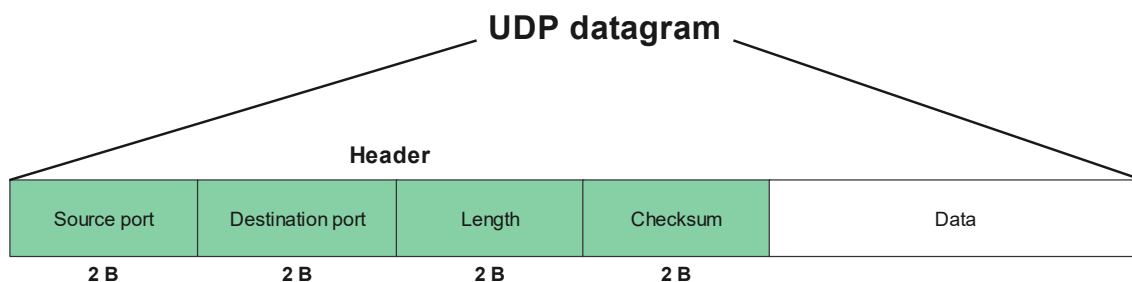 UDP datagram
Header
Source port Destination port Length Checksum Data
2 B 2 B 2 B 2 B